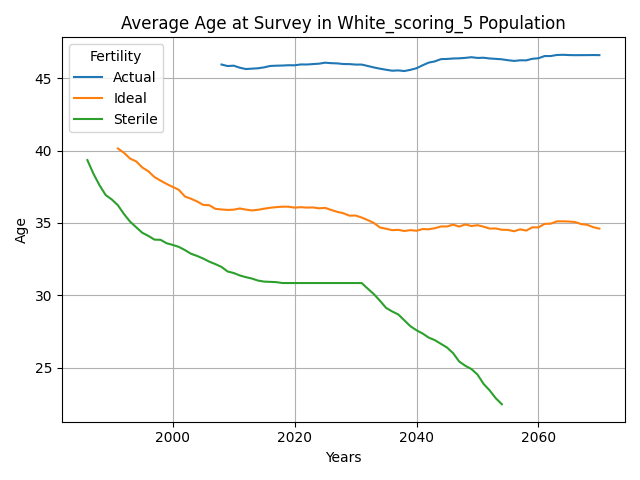 Average Age at Survey in White_scoring_5 Population
Fertility
Actual
Ideal
Sterile
45
40
35
30
25
Age
2000
2020
2040
2060
Years